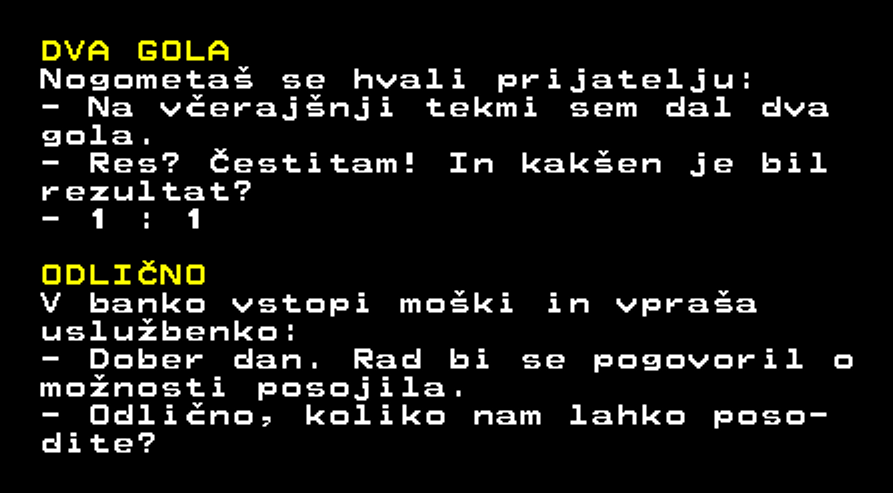 DVA GOLA
Nogometaš se hvali prijatelju:
- Na včerajšnji tekmi sem dal dva
gola.
- Res? Čestitam! In kakšen je bil
rezultat?
- 1 : 1
ODLIČNO
V banko vstopi moški in vpraša
uslužbenko:
- Dober dan. Rad bi se pogovoril o
možnosti posojila.
- Odlično, koliko nam lahko poso-
dite?